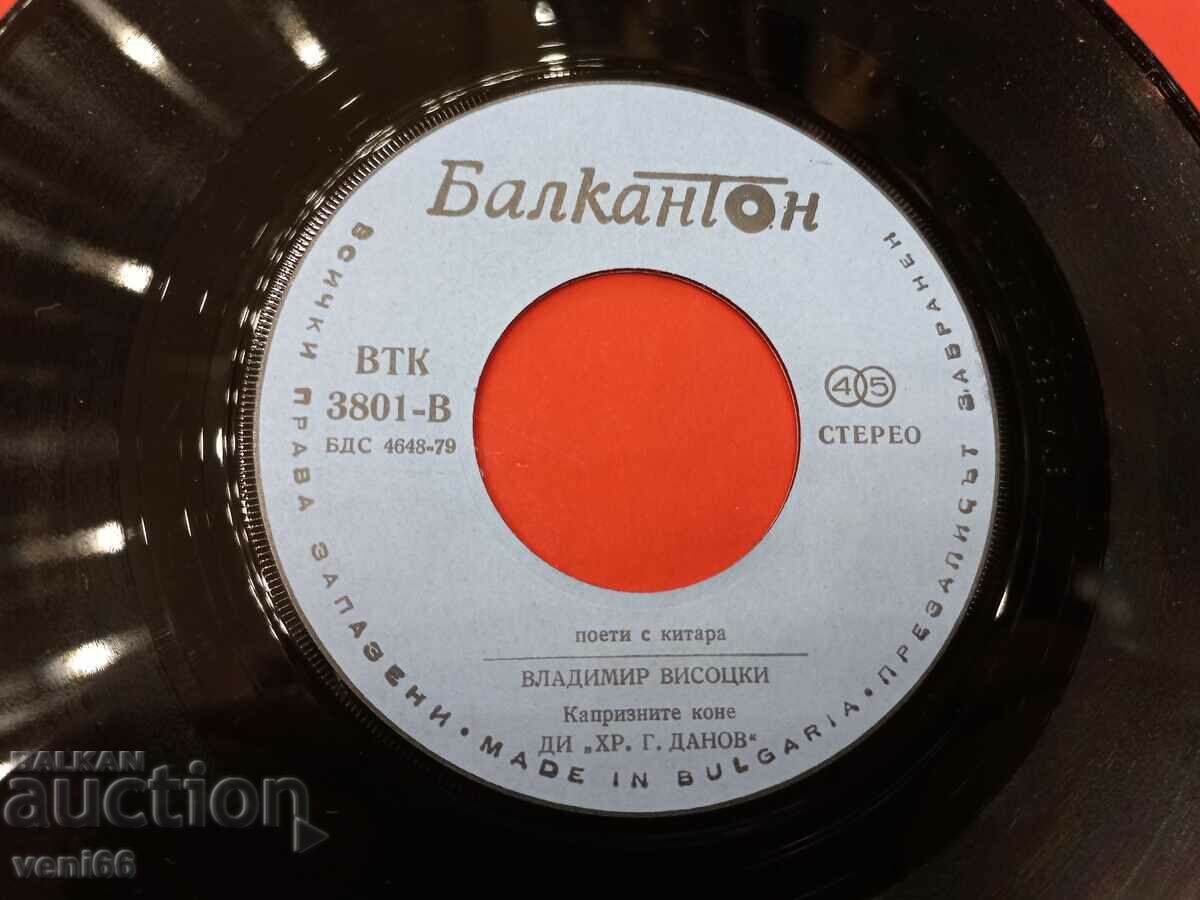 Балкантон
ВТК
3801-В
БДС 4648-79
45
СТЕРЕО
поети с китара
ВЛАДИМИР ВИСОЦКИ
Капризните коне
ДИ „ХР. Г. ДАНОВ“
ВСИЧКИ ПРАВА ЗАПАЗЕНИ • MADE IN BULGARIA • ПРЕЗАПИСЪТ ЗАБРАНЕН
BALKAN
auction
veni66